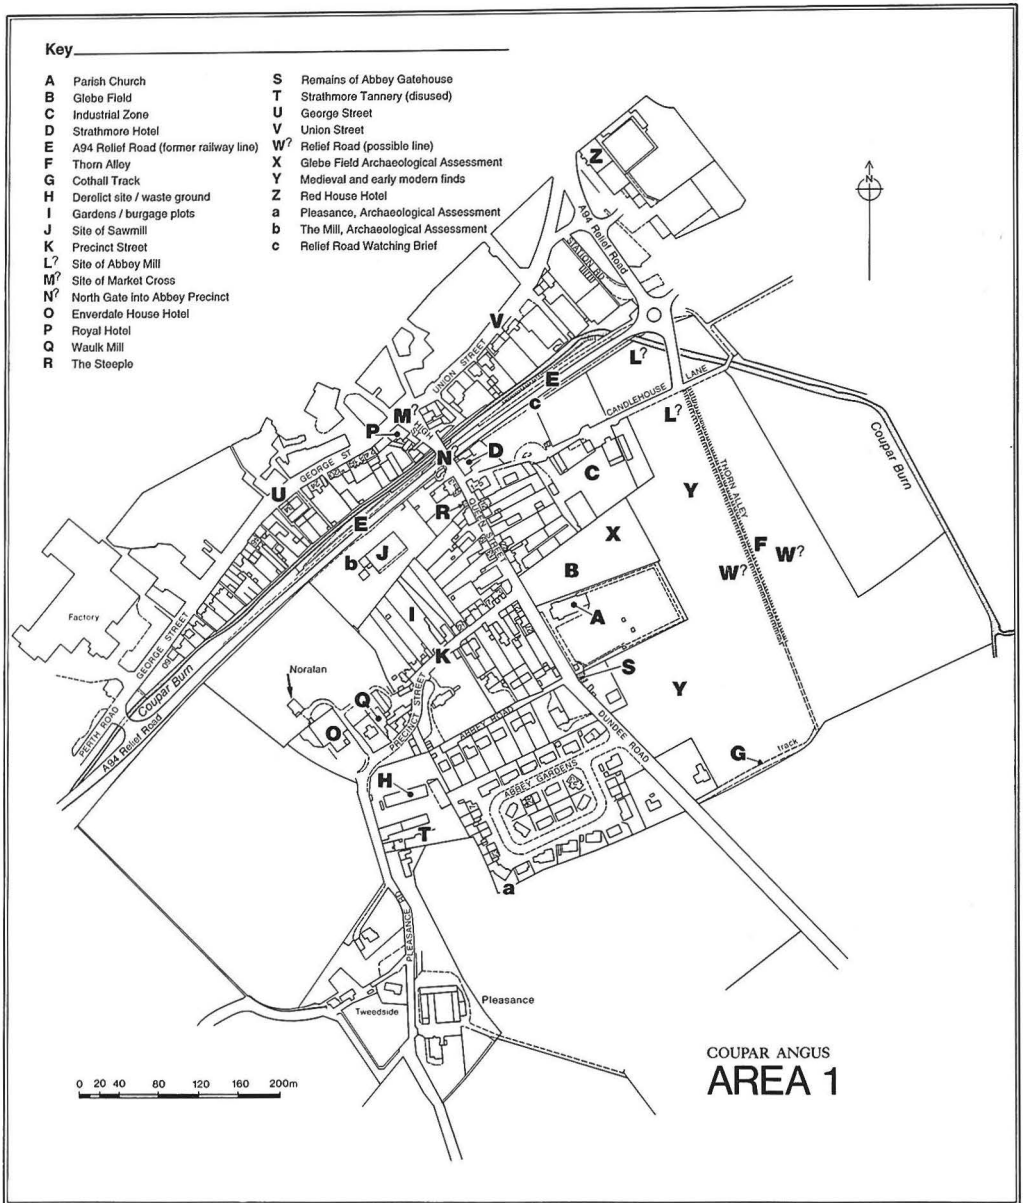 Key
A Parish Church
B Glebe Field
C Industrial Zone
D Strathmore Hotel
E A94 Relief Road (former railway line)
F Thorn Alley
G Cothall Track
H Derelict site / waste ground
I Gardens / burgage plots
J Site of Sawmill
K Precinct Street
L? Site of Abbey Mill
M? Site of Market Cross
N? North Gate into Abbey Precinct
O Enverdale House Hotel
P Royal Hotel
Q Waulk Mill
R The Steeple
S Remains of Abbey Gatehouse
T Strathmore Tannery (disused)
U George Street
V Union Street
W? Relief Road (possible line)
X Glebe Field Archaeological Assessment
Y Medieval and early modern finds
Z Red House Hotel
a Pleasance, Archaeological Assessment
b The Mill, Archaeological Assessment
c Relief Road Watching Brief
N
Z
A94 Relief Road
STATION RD
V
UNION STREET
E
L?
c
CANDLEHOUSE LANE
L?
M?
P
HIGH ST
N
D
C
Coupar Burn
GEORGE ST
U
R
QUEEN STREET
Y
THORN ALLEY
E
X
F
W?
W?
b
J
B
Factory
I
A
GEORGE STREET
K
S
Y
Noralan
Q
Coupar Burn
PERTH ROAD
A94 Relief Road
O
PRECINCT STREET
ABBEY ROAD
DUNDEE ROAD
track
G
H
ABBEY GARDENS
T
a
PLEASANCE RD
Pleasance
Tweedside
COUPAR ANGUS
AREA 1
0 20 40 80 120 160 200m